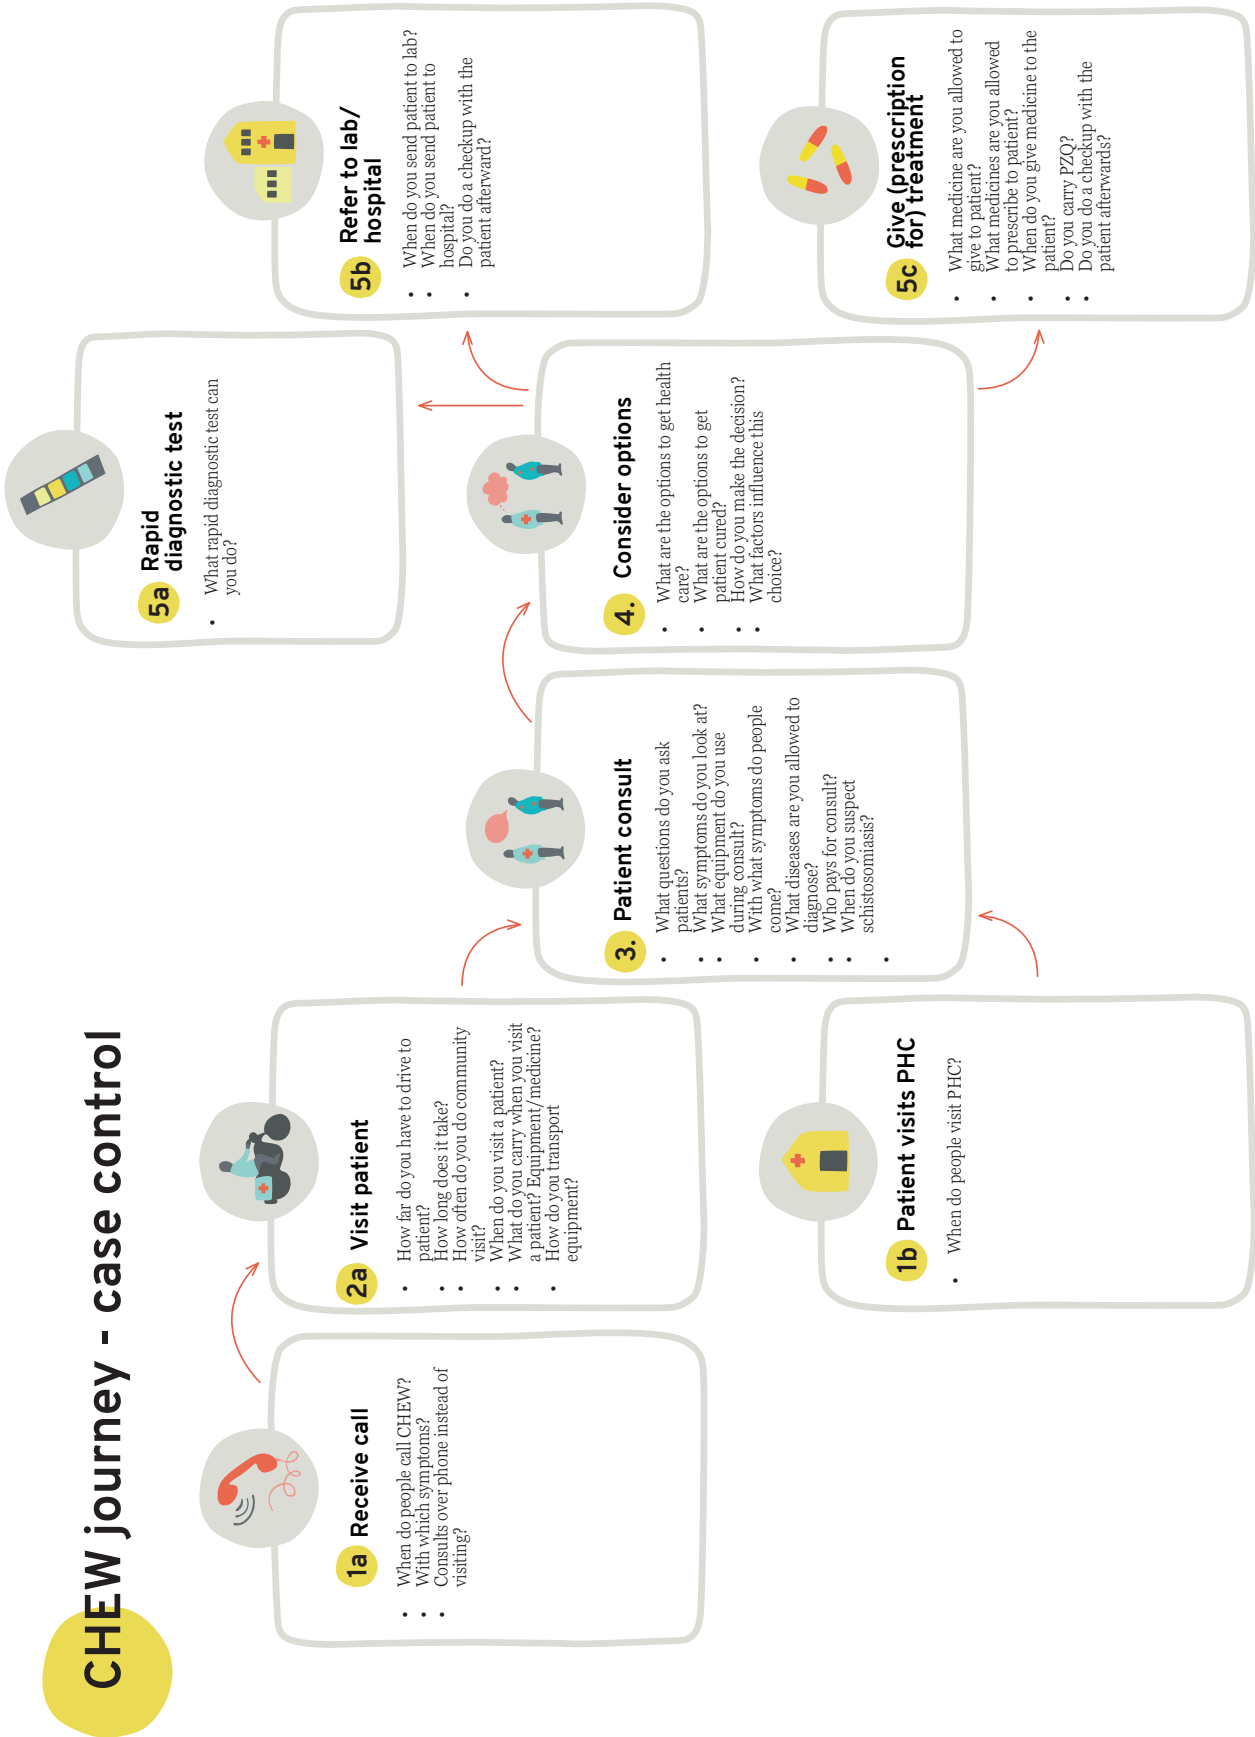 CHEW journey - case control
1a Receive call
• When do people call CHEW?
• With which symptoms?
• Consults over phone instead of
visiting?
2a Visit patient
• How far do you have to drive to
patient?
• How long does it take?
• How often do you do community
visit?
• When do you visit a patient?
• What do you carry when you visit
a patient? Equipment/medicine?
• How do you transport
equipment?
1b Patient visits PHC
• When do people visit PHC?
3. Patient consult
• What questions do you ask
patients?
• What symptoms do you look at?
• What equipment do you use
during consult?
• With what symptoms do people
come?
• What diseases are you allowed to
diagnose?
• Who pays for consult?
• When do you suspect
schistosomiasis?
•
4. Consider options
• What are the options to get health
care?
• What are the options to get
patient cured?
• How do you make the decision?
• What factors influence this
choice?
5a Rapid
diagnostic test
• What rapid diagnostic test can
you do?
5b Refer to lab/
hospital
• When do you send patient to lab?
• When do you send patient to
hospital?
• Do you do a checkup with the
patient afterward?
5c Give (prescription
for) treatment
• What medicine are you allowed to
give to patient?
• What medicines are you allowed
to prescribe to patient?
• When do you give medicine to the
patient?
• Do you carry PZQ?
• Do you do a checkup with the
patient afterwards?